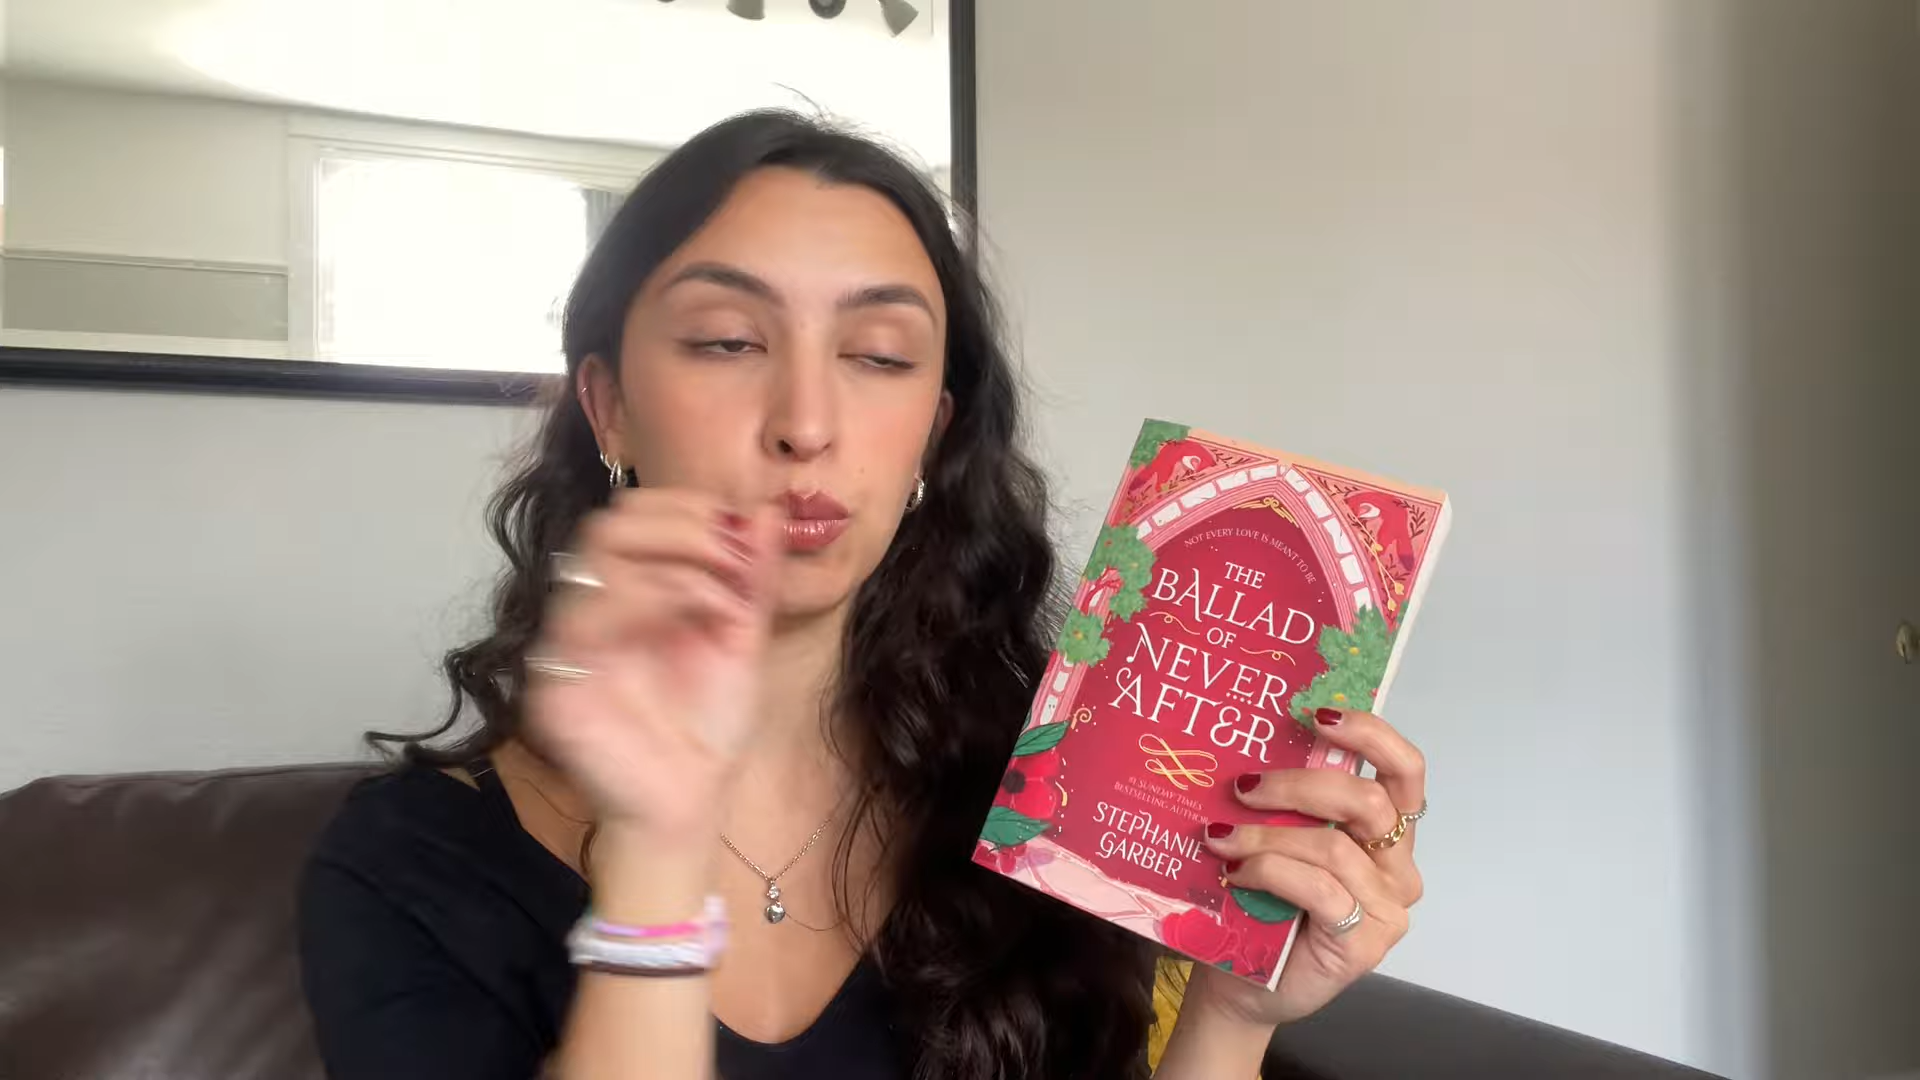 NOT EVERY LOVE IS MEANT TO BE
THE
BALLAD
OF
NEVER
AFTER
#1 SUNDAY TIMES
BESTSELLING AUTHOR
STEPHANIE
GARBER